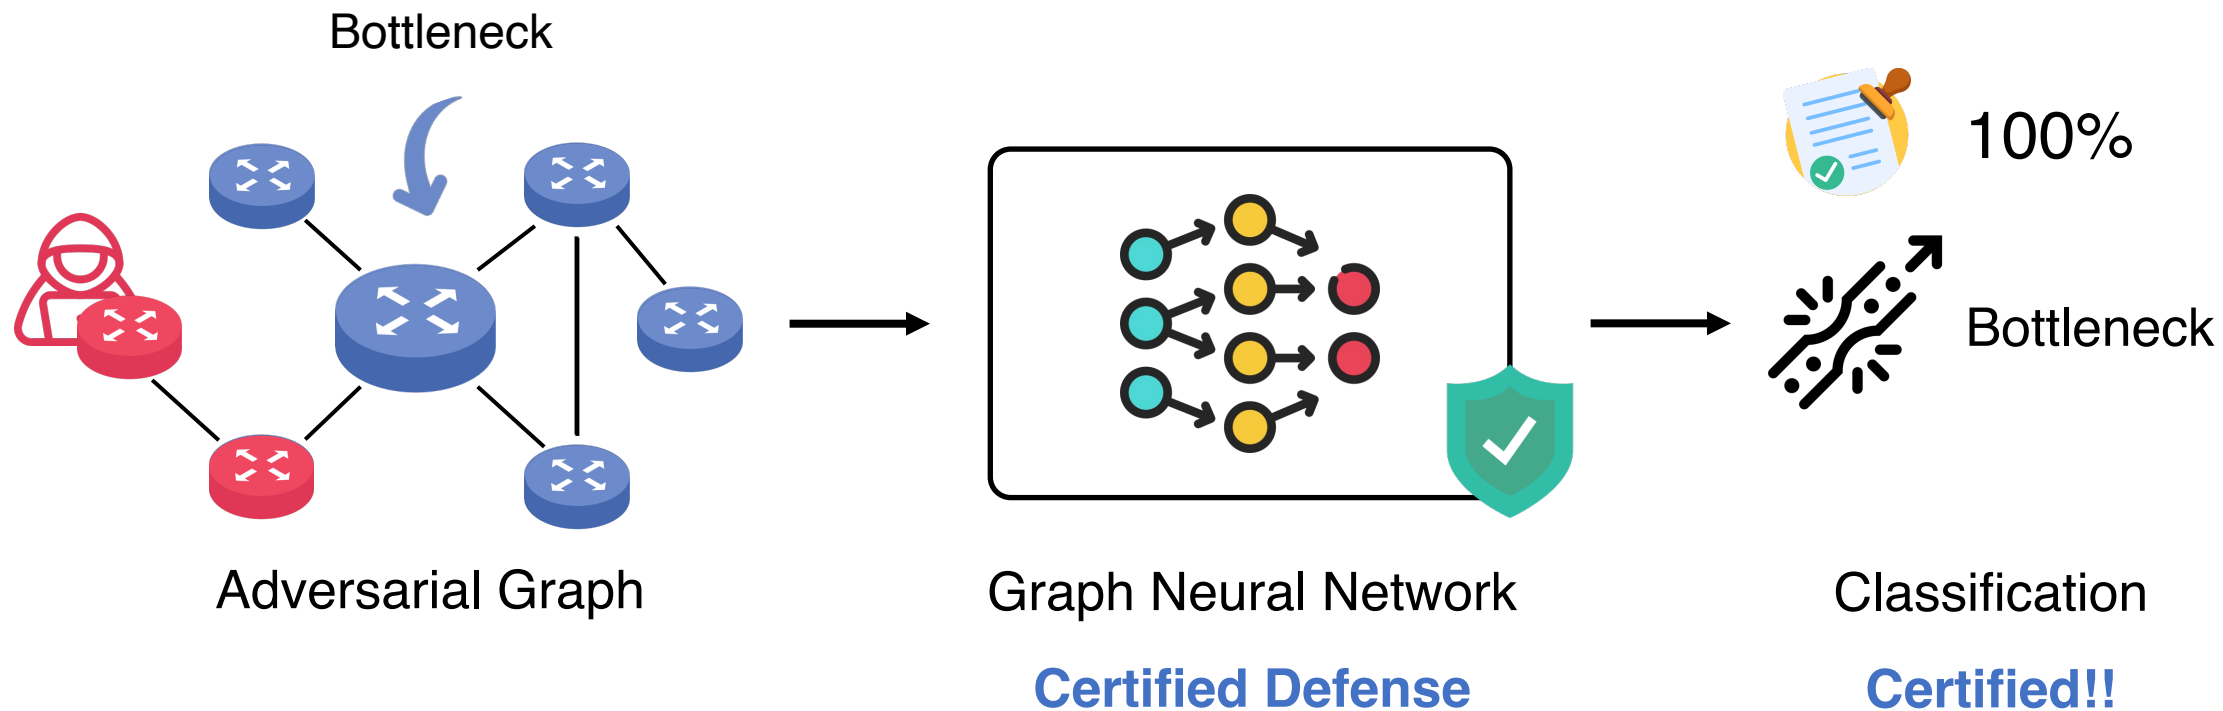 Bottleneck
100%
Bottleneck
Adversarial Graph
Graph Neural Network
Classification
Certified Defense
Certified!!